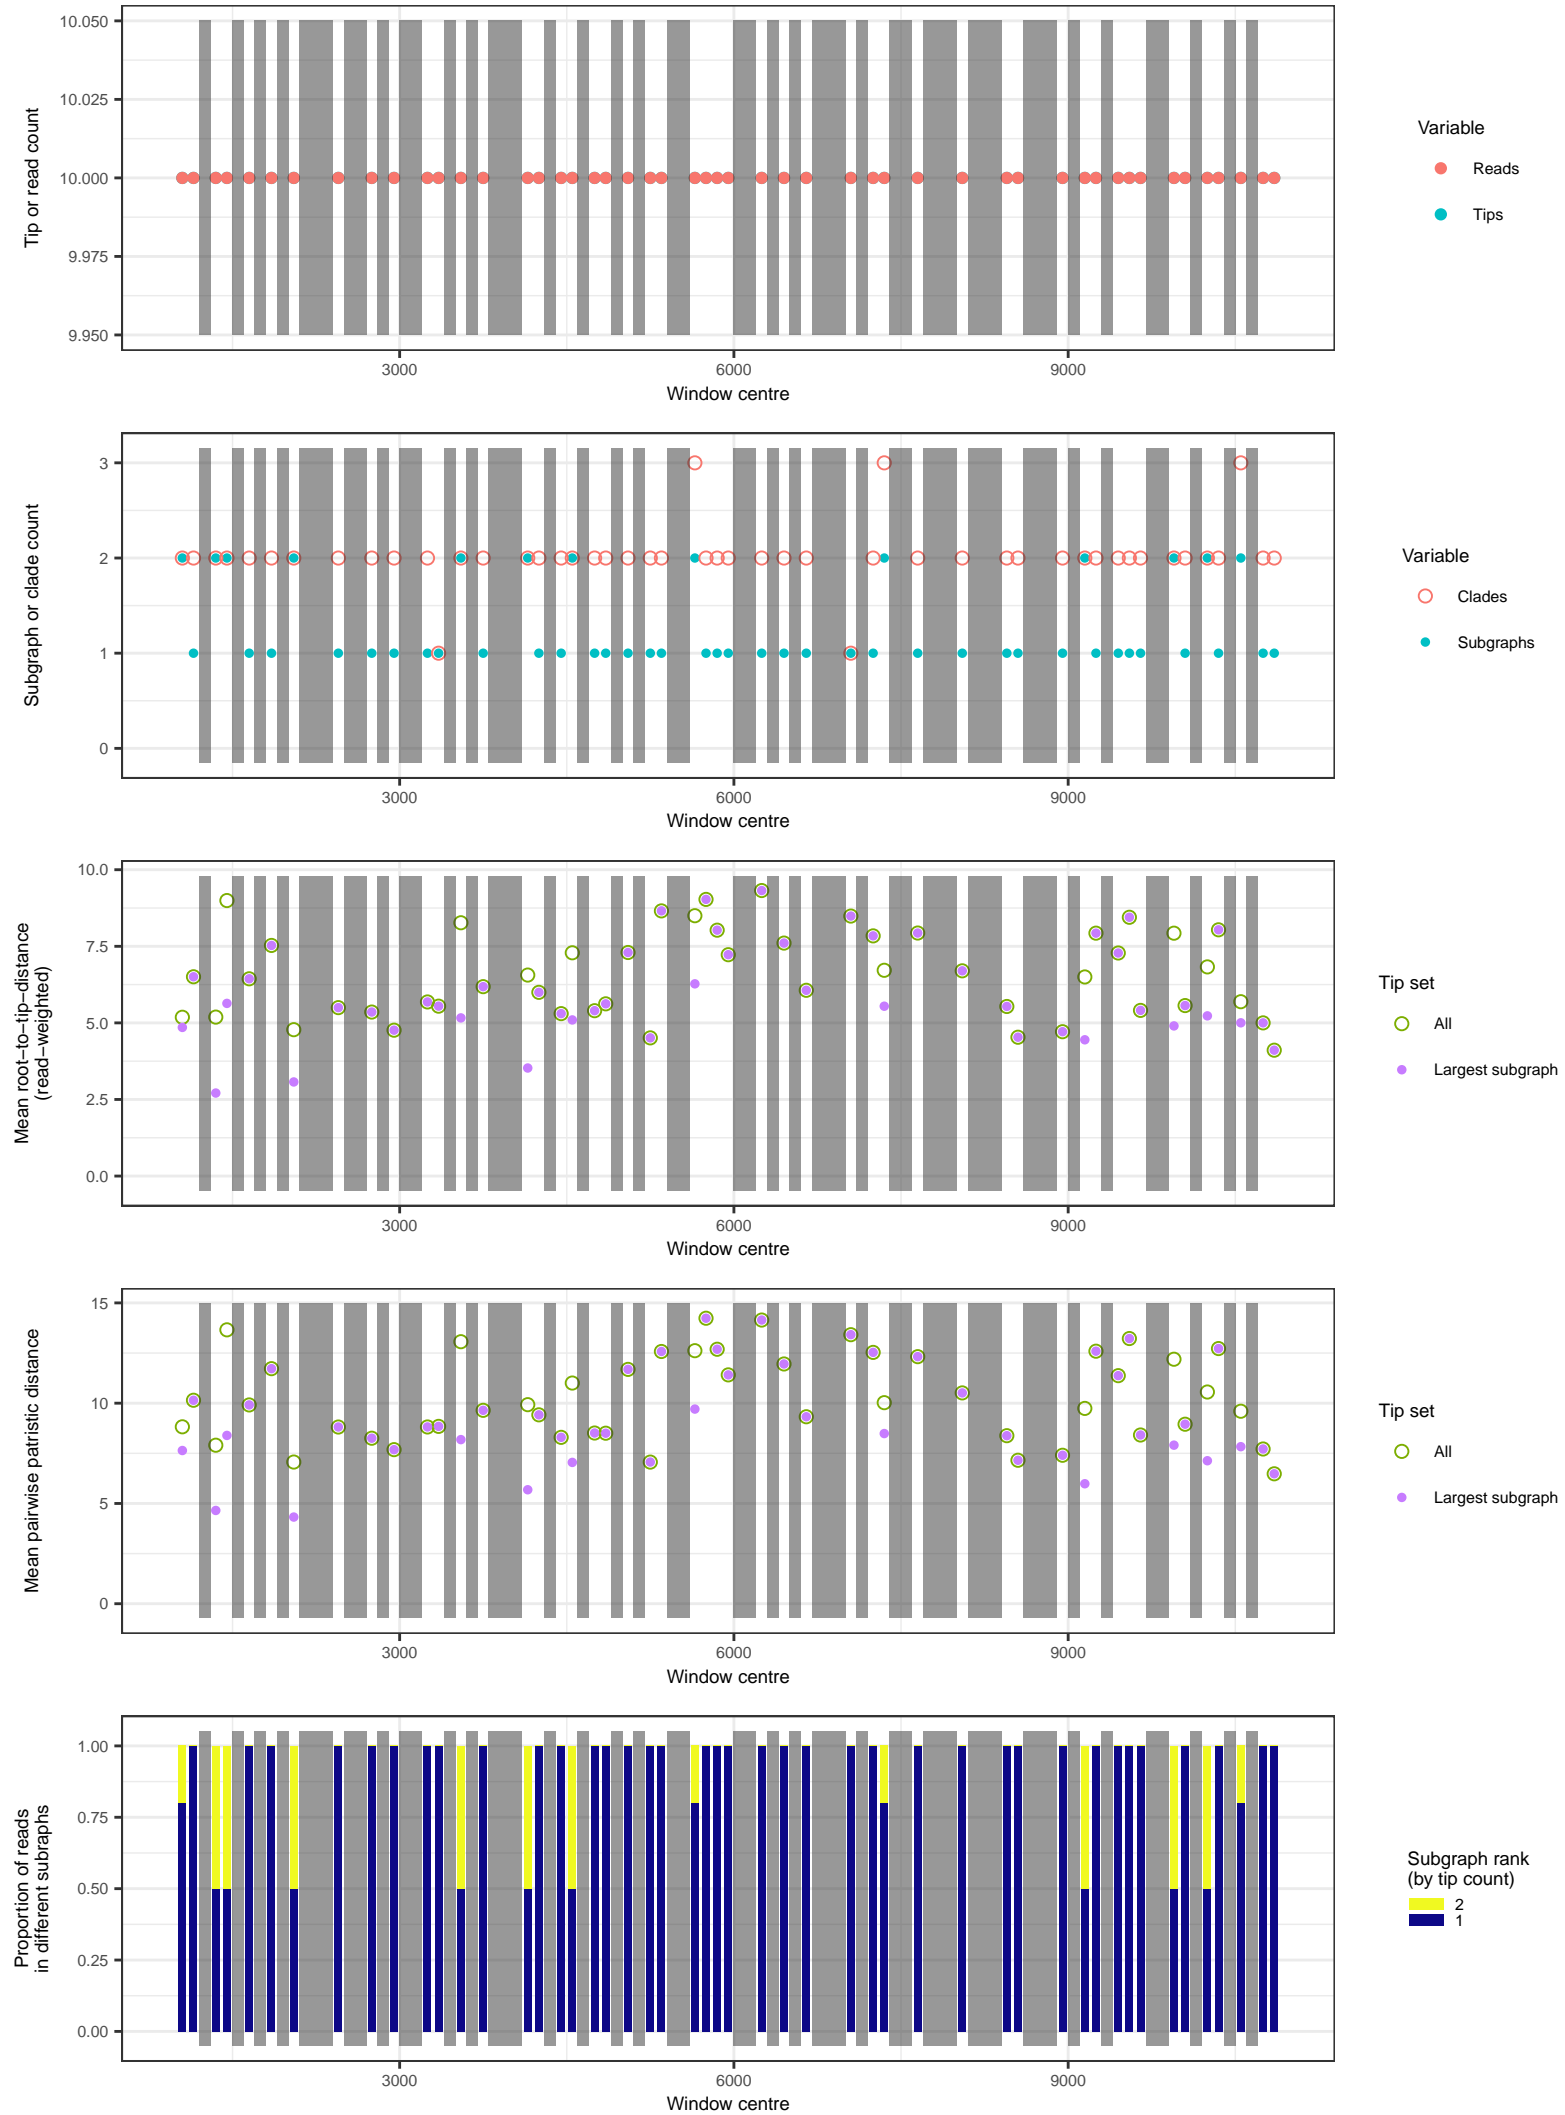 10.050
10.025
10.000
9.975
9.950
Tip or read count
3000
6000
9000
Window centre
Variable
Reads
Tips
3
2
1
0
Subgraph or clade count
3000
6000
9000
Window centre
Variable
Clades
Subgraphs
10.0
7.5
5.0
2.5
0.0
Mean root−to−tip−distance
(read−weighted)
3000
6000
9000
Window centre
Tip set
All
Largest subgraph
15
10
5
0
Mean pairwise patristic distance
3000
6000
9000
Window centre
Tip set
All
Largest subgraph
1.00
0.75
0.50
0.25
0.00
Proportion of reads
in different subraphs
3000
6000
9000
Window centre
Subgraph rank
(by tip count)
2
1